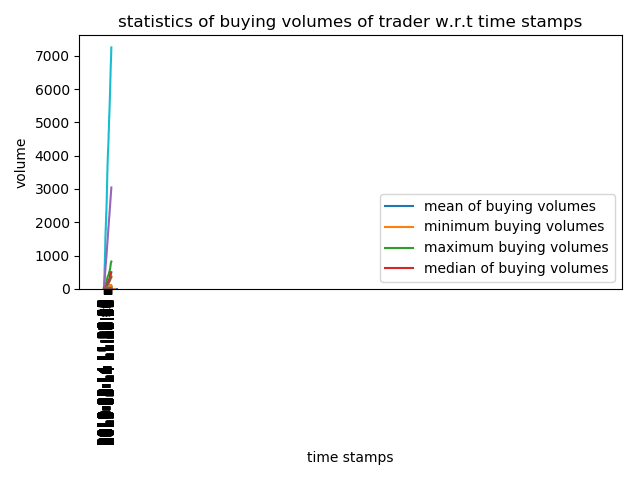 statistics of buying volumes of trader w.r.t time stamps
7000
6000
5000
4000
3000
2000
1000
0
volume
mean of buying volumes
minimum buying volumes
maximum buying volumes
median of buying volumes
time stamps